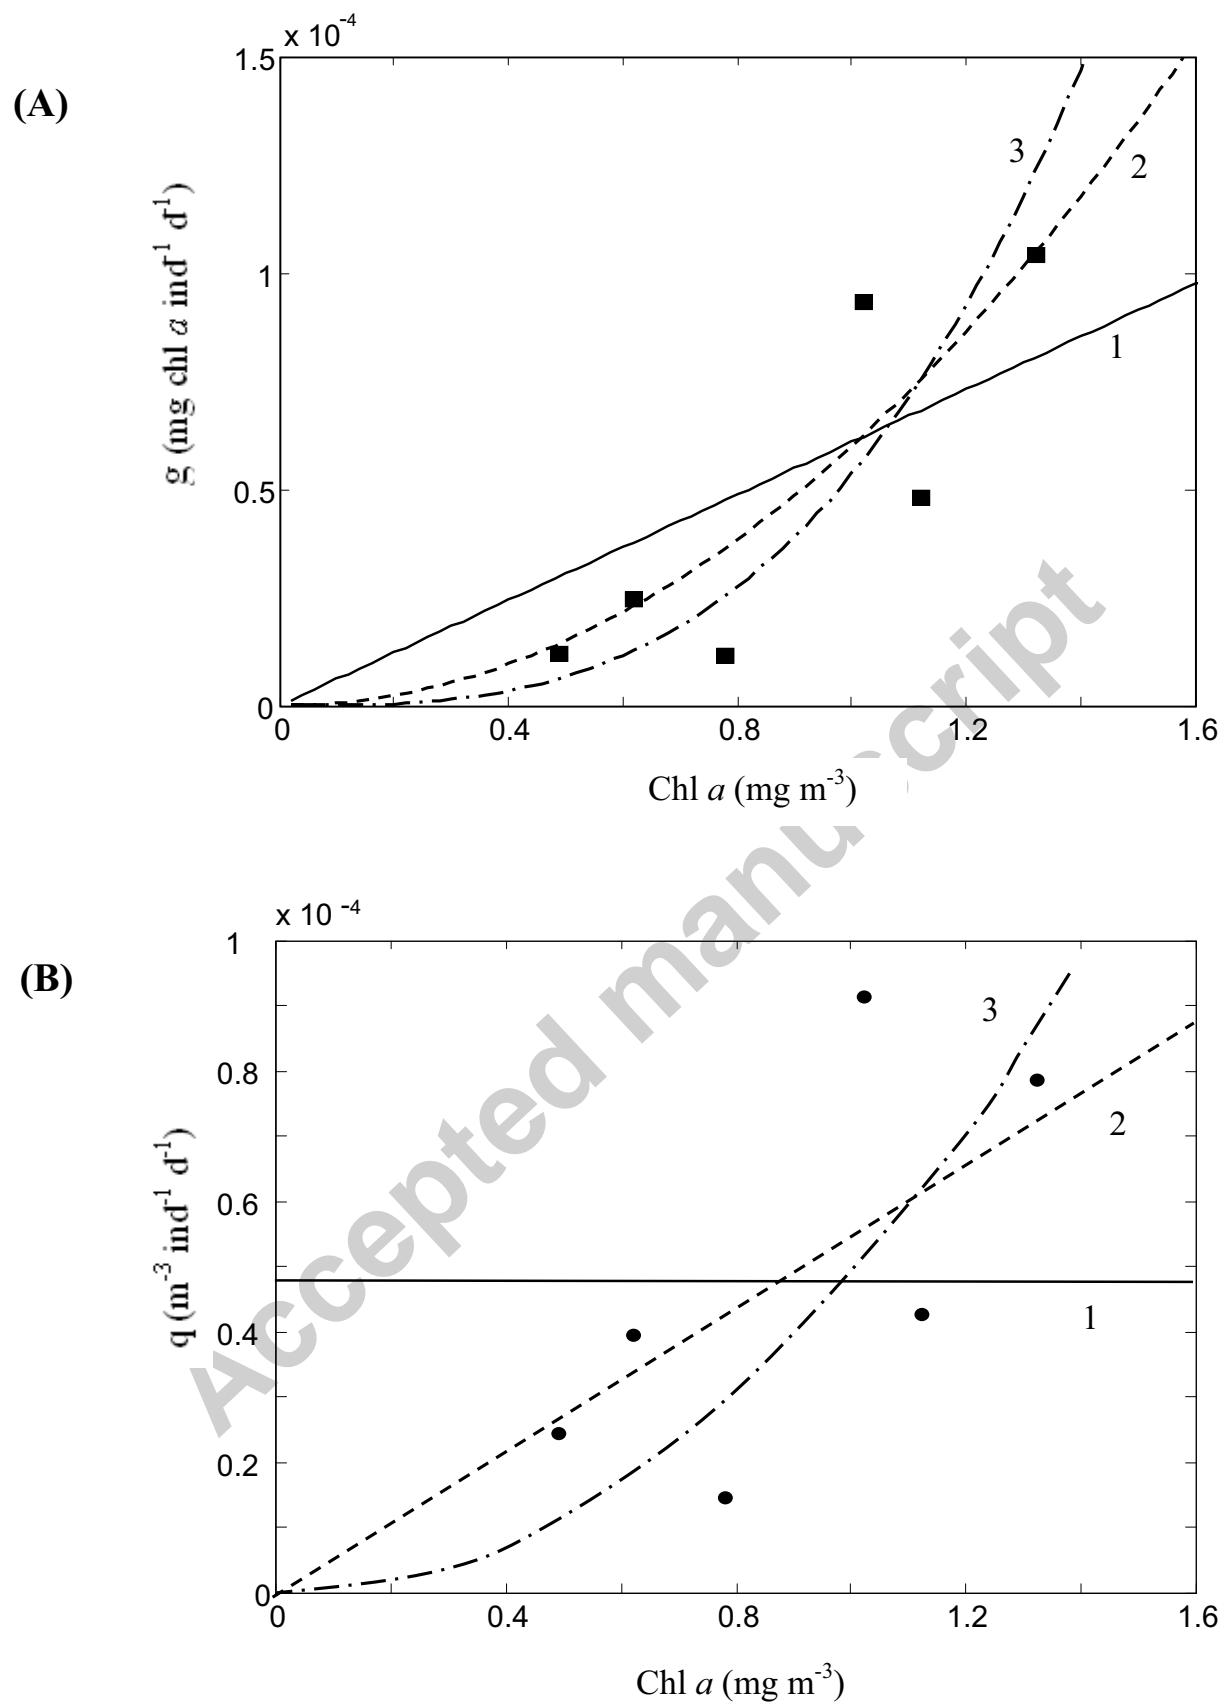 x 10⁻⁴
(A)
1.5
1
0.5
0
g (mg chl a ind⁻¹ d⁻¹)
3
2
1
0 0.4 0.8 1.2 1.6
Chl a (mg m⁻³)
Accepted manuscript
x 10⁻⁴
(B)
1
0.8
0.6
0.4
0.2
0
q (m⁻³ ind⁻¹ d⁻¹)
3
2
1
0 0.4 0.8 1.2 1.6
Chl a (mg m⁻³)